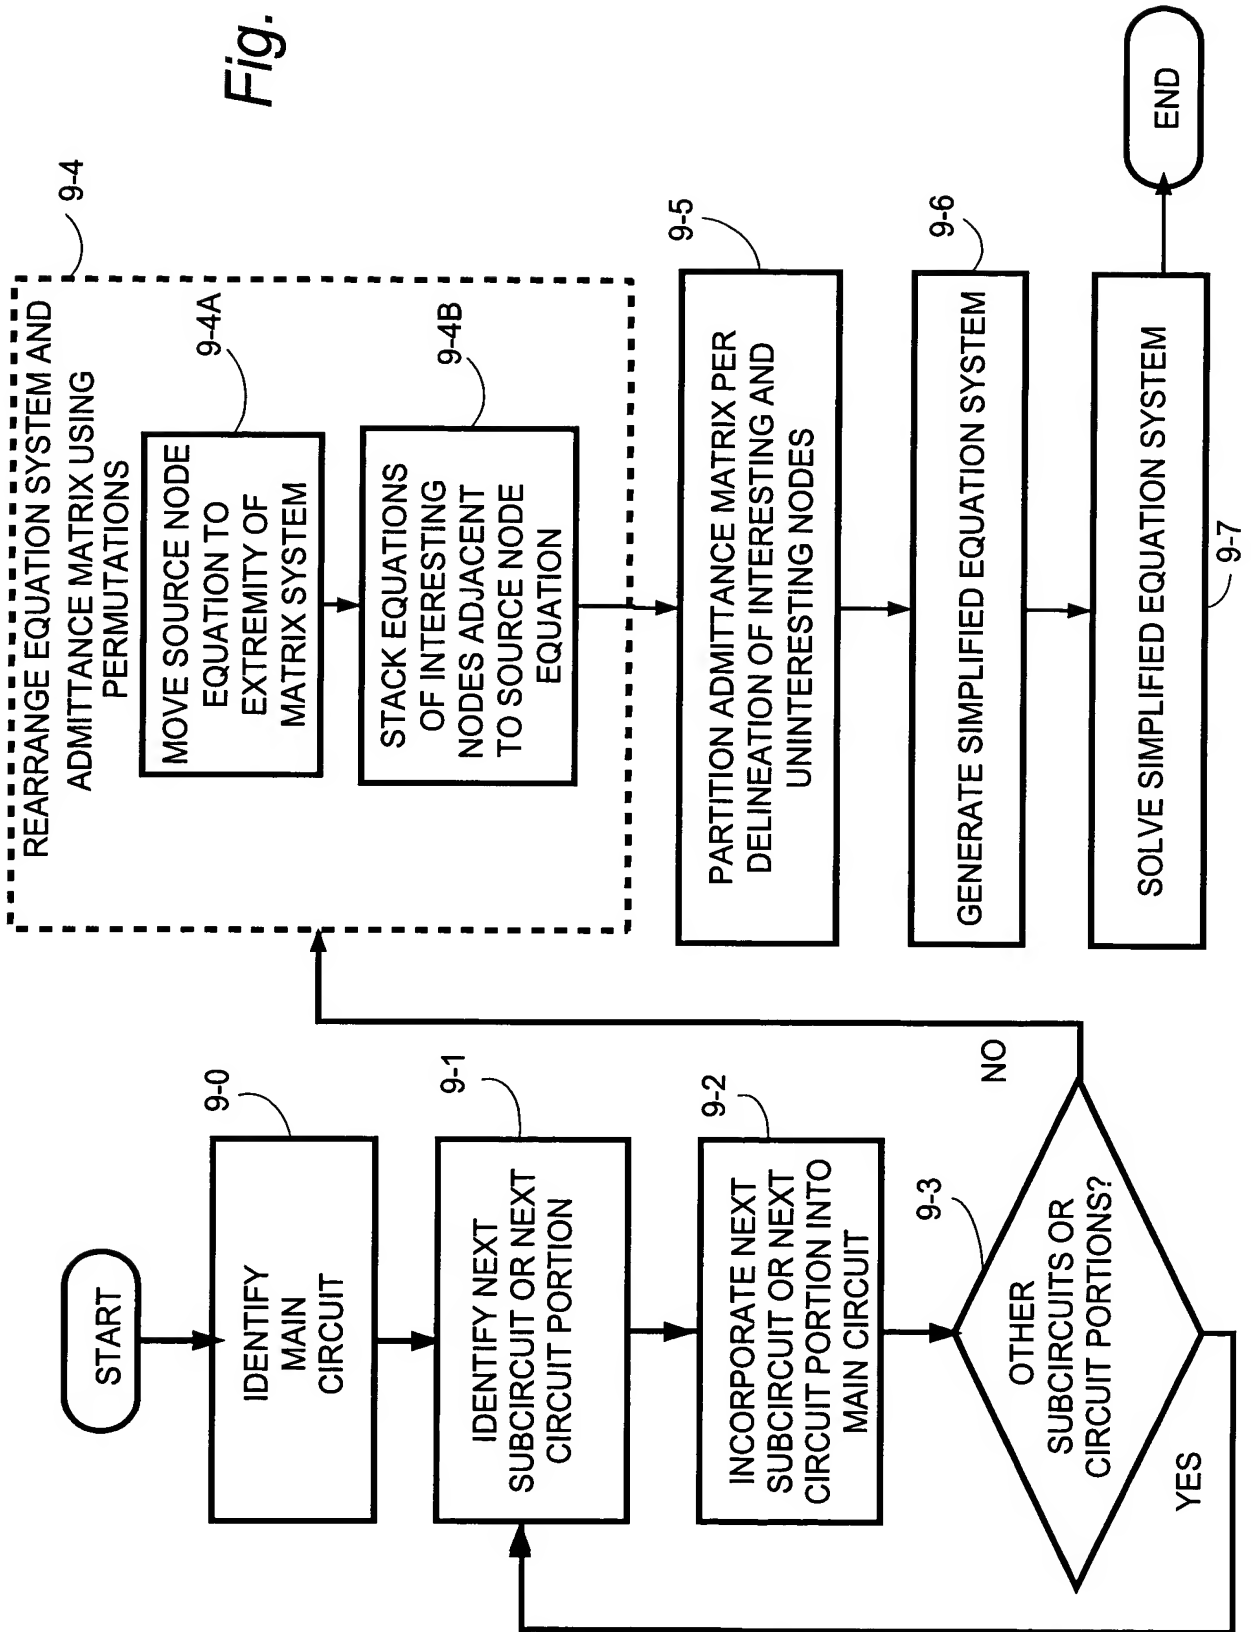 Fig.
START
9-0
IDENTIFY
MAIN
CIRCUIT
9-1
IDENTIFY NEXT
SUBCIRCUIT OR NEXT
CIRCUIT PORTION
9-2
INCORPORATE NEXT
SUBCIRCUIT OR NEXT
CIRCUIT PORTION INTO
MAIN CIRCUIT
9-3
OTHER
SUBCIRCUITS OR
CIRCUIT PORTIONS?
YES
NO
9-4
REARRANGE EQUATION SYSTEM AND
ADMITTANCE MATRIX USING
PERMUTATIONS
9-4A
MOVE SOURCE NODE
EQUATION TO
EXTREMITY OF
MATRIX SYSTEM
9-4B
STACK EQUATIONS
OF INTERESTING
NODES ADJACENT
TO SOURCE NODE
EQUATION
9-5
PARTITION ADMITTANCE MATRIX PER
DELINEATION OF INTERESTING AND
UNINTERESTING NODES
9-6
GENERATE SIMPLIFIED EQUATION SYSTEM
SOLVE SIMPLIFIED EQUATION SYSTEM
9-7
END